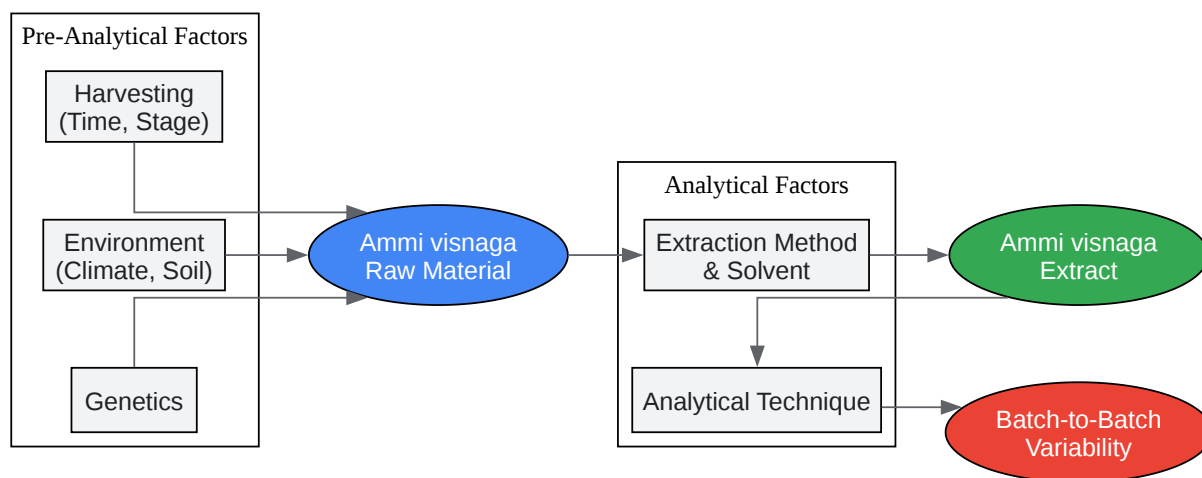 Pre-Analytical Factors
Harvesting
(Time, Stage)
Environment
(Climate, Soil)
Genetics
Ammi visnaga
Raw Material
Analytical Factors
Extraction Method
& Solvent
Analytical Technique
Ammi visnaga
Extract
Batch-to-Batch
Variability